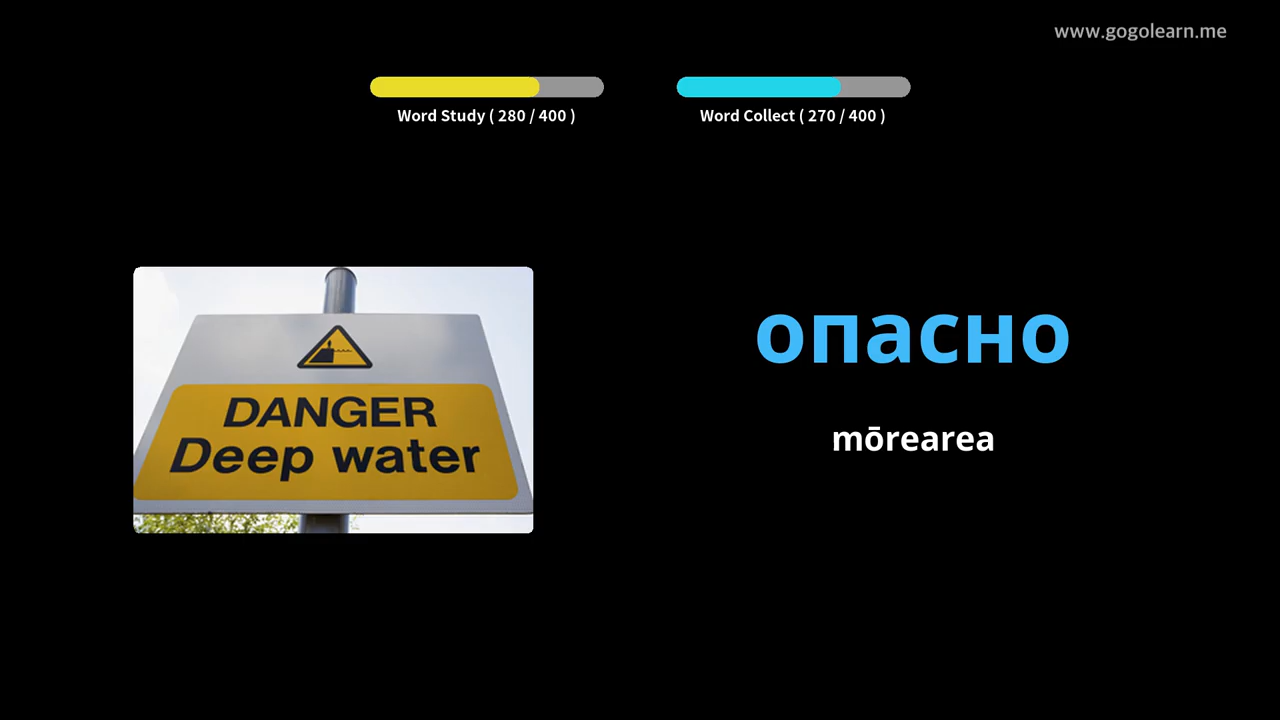 www.gogolearn.me
Word Study ( 280 / 400 )
Word Collect ( 270 / 400 )
DANGER
Deep water
опасно
mōrearea